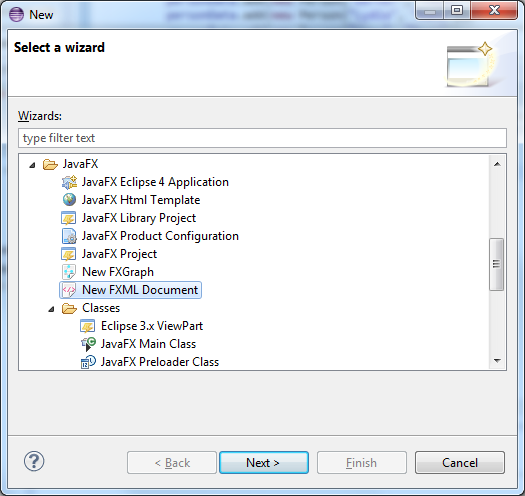 New
Select a wizard
Wizards:
type filter text
JavaFX
JavaFX Eclipse 4 Application
JavaFX Html Template
JavaFX Library Project
JavaFX Product Configuration
JavaFX Project
New FXGraph
New FXML Document
Classes
Eclipse 3.x ViewPart
JavaFX Main Class
JavaFX Preloader Class
< Back
Next >
Finish
Cancel